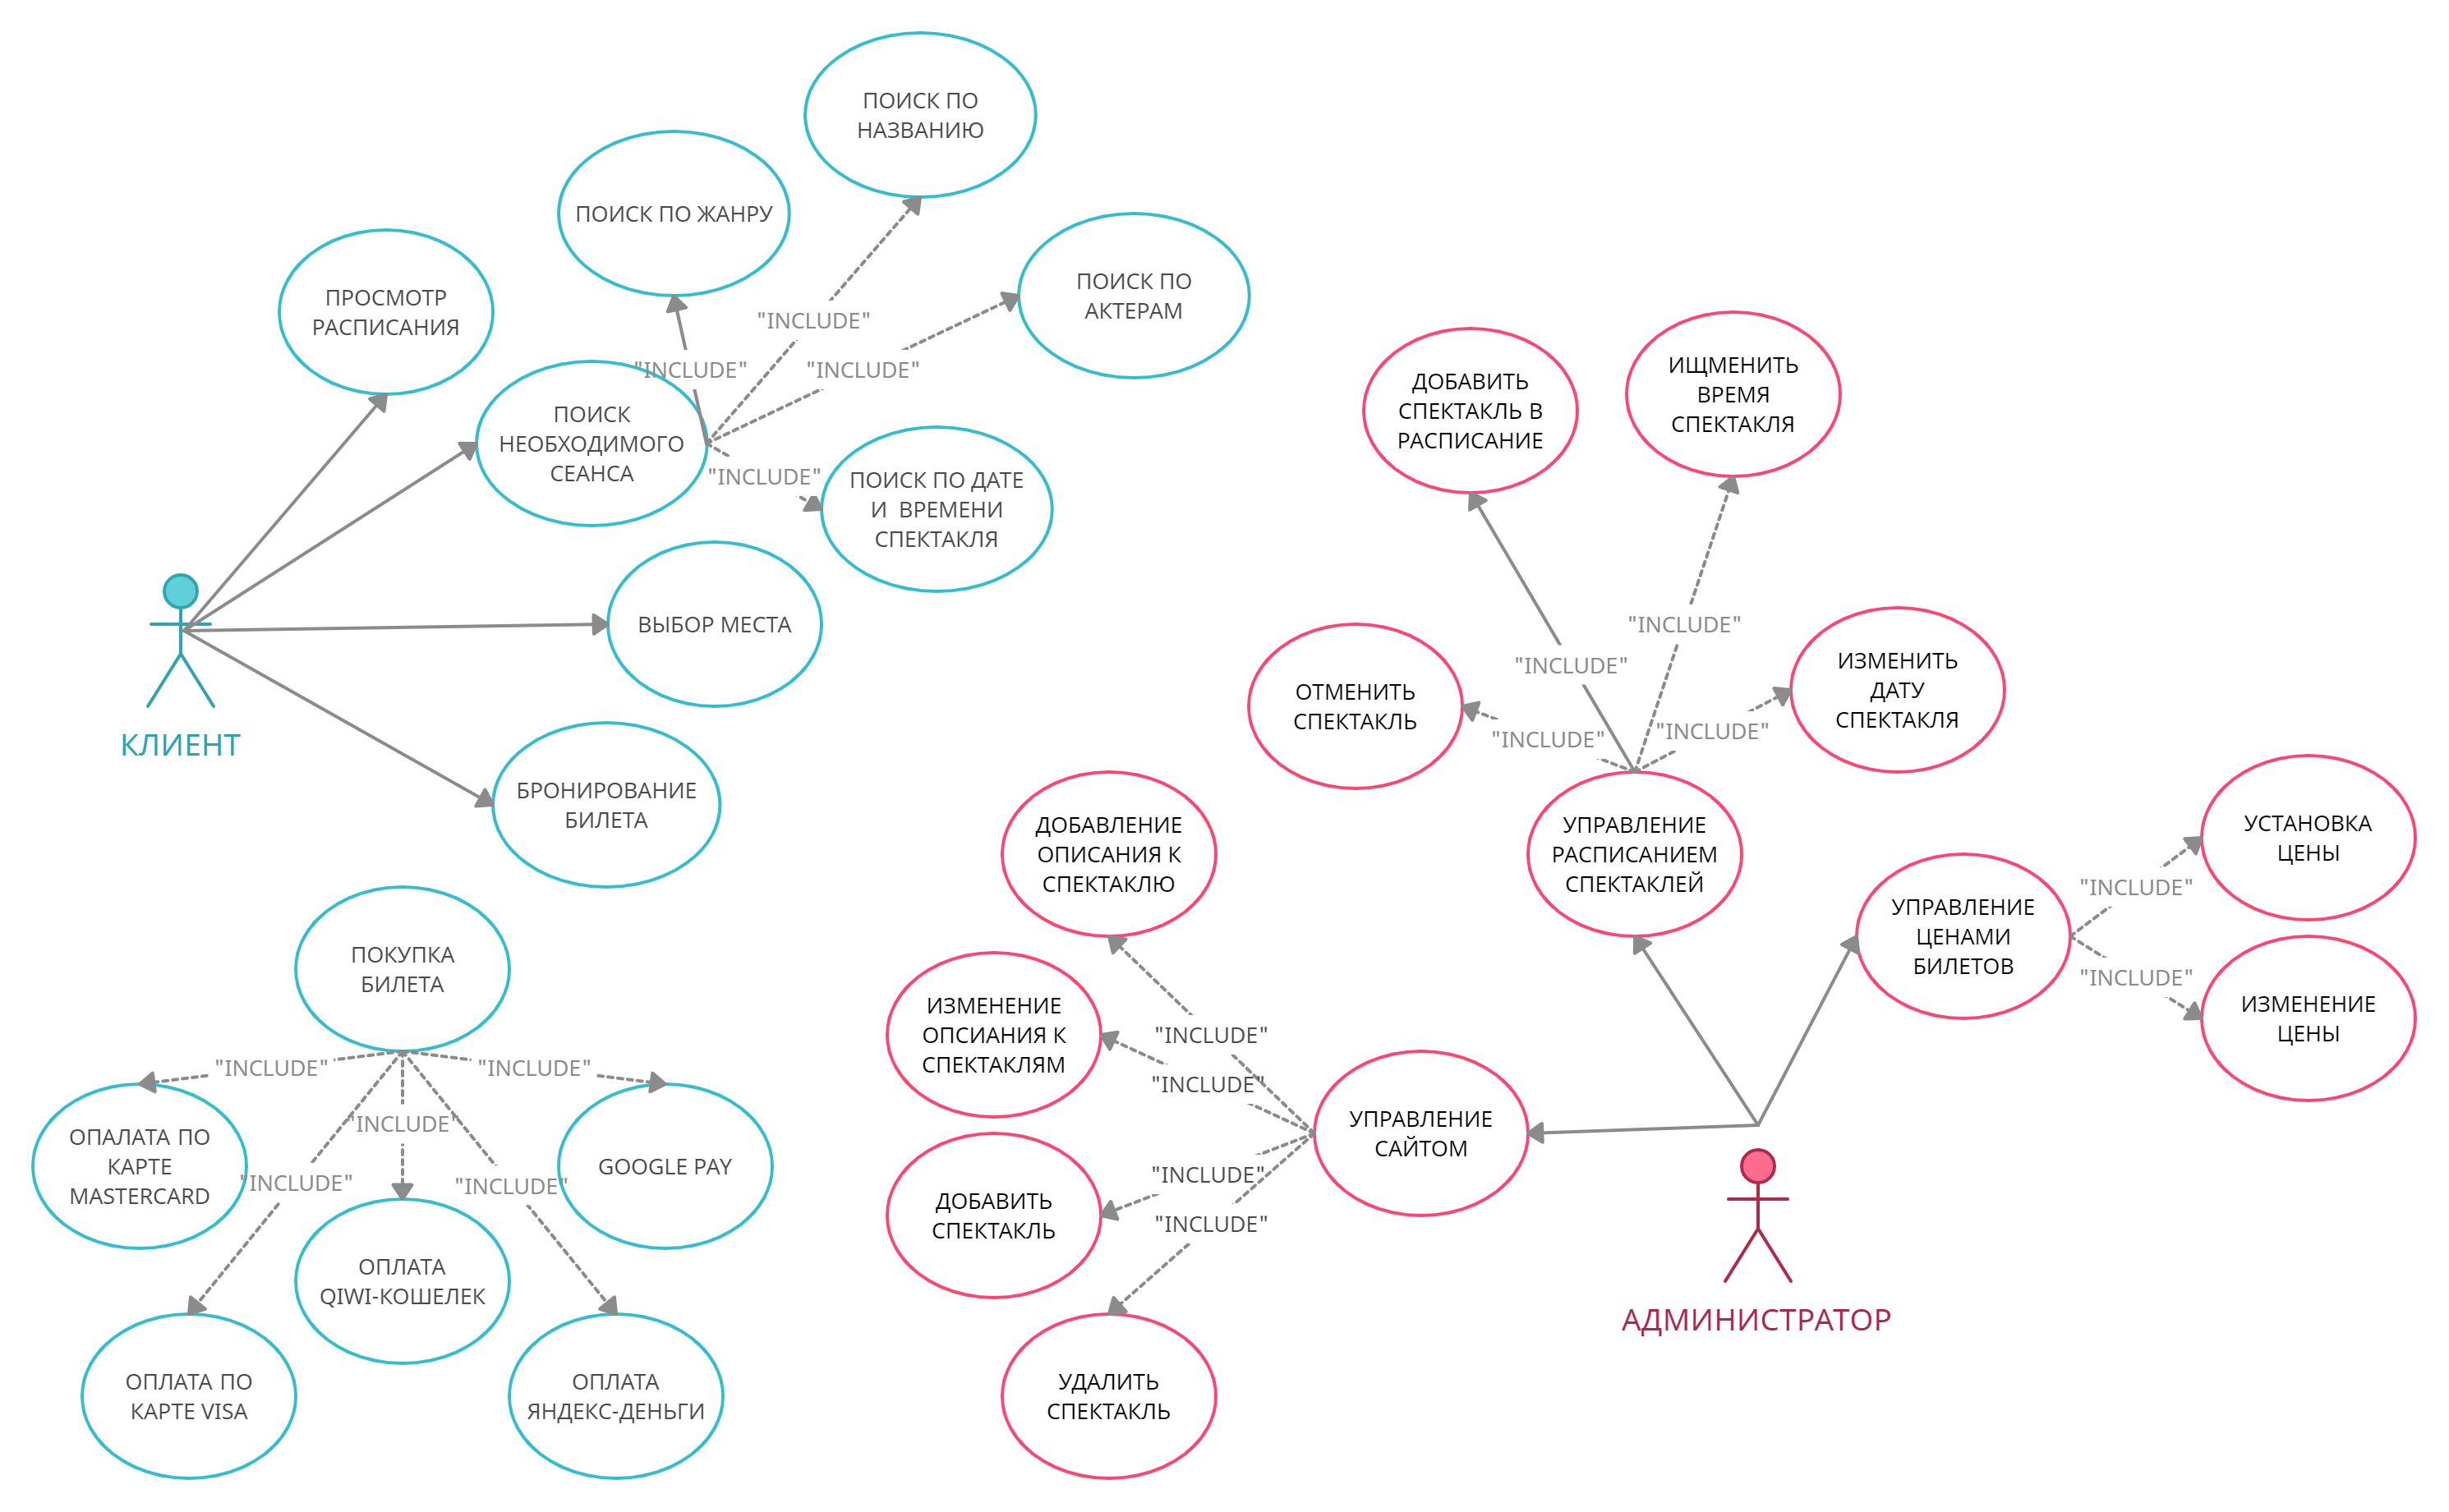 ПОИСК ПО
НАЗВАНИЮ
ПОИСК ПО ЖАНРУ
ПОИСК ПО
АКТЕРАМ
ПРОСМОТР
РАСПИСАНИЯ
"INCLUDE"
"INCLUDE"
"INCLUDE"
ПОИСК
НЕОБХОДИМОГО
СЕАНСА
"INCLUDE"
ПОИСК ПО ДАТЕ
И ВРЕМЕНИ
СПЕКТАКЛЯ
ВЫБОР МЕСТА
КЛИЕНТ
БРОНИРОВАНИЕ
БИЛЕТА
ПОКУПКА
БИЛЕТА
"INCLUDE"
"INCLUDE"
"INCLUDE"
"INCLUDE"
"INCLUDE"
ОПАЛАТА ПО
КАРТЕ
MASTERCARD
GOOGLE PAY
ОПЛАТА
QIWI-КОШЕЛЕК
ОПЛАТА ПО
КАРТЕ VISA
ОПЛАТА
ЯНДЕКС-ДЕНЬГИ
ДОБАВИТЬ
СПЕКТАКЛЬ В
РАСПИСАНИЕ
ИЩМЕНИТЬ
ВРЕМЯ
СПЕКТАКЛЯ
"INCLUDE"
"INCLUDE"
ОТМЕНИТЬ
СПЕКТАКЛЬ
"INCLUDE"
"INCLUDE"
ИЗМЕНИТЬ
ДАТУ
СПЕКТАКЛЯ
УПРАВЛЕНИЕ
РАСПИСАНИЕМ
СПЕКТАКЛЕЙ
УПРАВЛЕНИЕ
ЦЕНАМИ
БИЛЕТОВ
"INCLUDE"
"INCLUDE"
УСТАНОВКА
ЦЕНЫ
ИЗМЕНЕНИЕ
ЦЕНЫ
ДОБАВЛЕНИЕ
ОПИСАНИЯ К
СПЕКТАКЛЮ
ИЗМЕНЕНИЕ
ОПСИАНИЯ К
СПЕКТАКЛЯМ
"INCLUDE"
"INCLUDE"
"INCLUDE"
"INCLUDE"
УПРАВЛЕНИЕ
САЙТОМ
ДОБАВИТЬ
СПЕКТАКЛЬ
УДАЛИТЬ
СПЕКТАКЛЬ
АДМИНИСТРАТОР